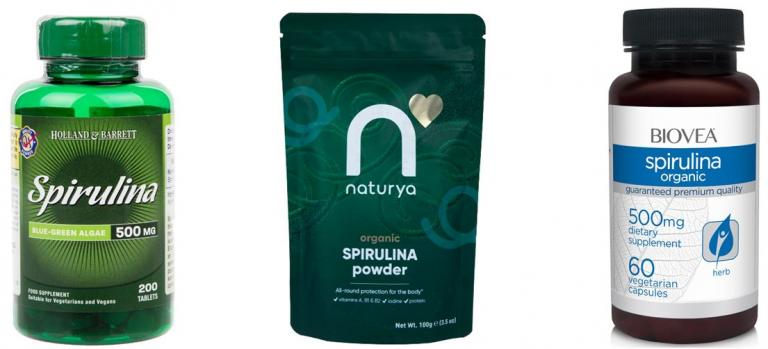 HOLLAND & BARRETT
Spirulina
BLUE-GREEN ALGAE 500 MG
FOOD SUPPLEMENT
Suitable for Vegetarians and Vegans
200
TABLETS
naturya
organic
SPIRULINA
powder
All-round protection for the body*
✓ vitamins A, B1 & B2 ✓ iodine ✓ protein
Net Wt. 100g (3.5 oz)
BIOVEA
spirulina
organic
guaranteed premium quality
500mg
dietary
supplement
60
vegetarian
capsules
herb